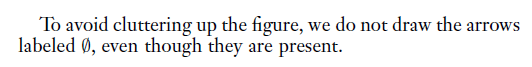 To avoid cluttering up the figure, we do not draw the arrows
labeled ∅, even though they are present.